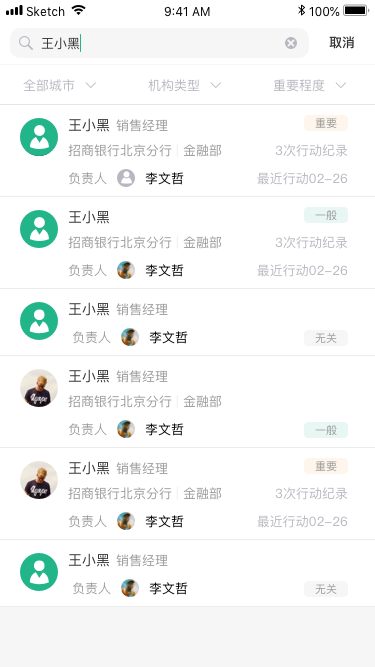 Sketch 9:41 AM 100%
王小黑 取消
全部城市 机构类型 重要程度
王小黑 销售经理 重要
招商银行北京分行 金融部 3次行动纪录
负责人 李文哲 最近行动02-26
王小黑 一般
招商银行北京分行 金融部 3次行动纪录
负责人 李文哲 最近行动02-26
王小黑 销售经理
负责人 李文哲 无关
王小黑 销售经理
招商银行北京分行 金融部
负责人 李文哲 一般
王小黑 销售经理 重要
招商银行北京分行 金融部 3次行动纪录
负责人 李文哲 最近行动02-26
王小黑 销售经理
负责人 李文哲 无关